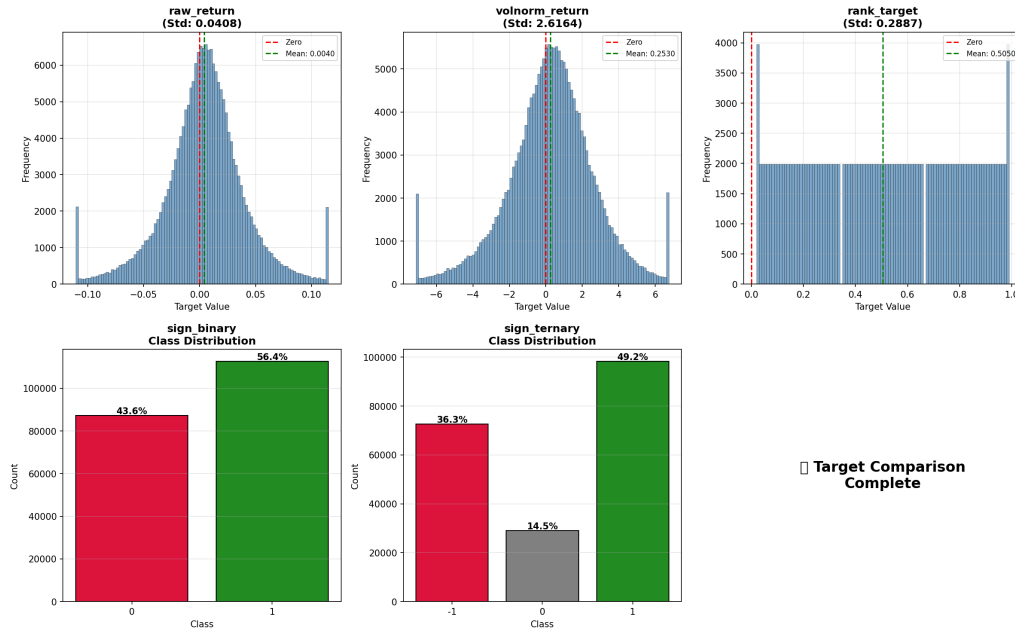 raw_return
(Std: 0.0408)
Zero
Mean: 0.0040
6000
5000
4000
3000
2000
1000
0
Frequency
−0.10
−0.05
0.00
0.05
0.10
Target Value
volnorm_return
(Std: 2.6164)
Zero
Mean: 0.2530
5000
4000
3000
2000
1000
0
Frequency
−6
−4
−2
0
2
4
6
Target Value
rank_target
(Std: 0.2887)
Zero
Mean: 0.5050
4000
3500
3000
2500
2000
1500
1000
500
0
Frequency
0.0
0.2
0.4
0.6
0.8
1.0
Target Value
sign_binary
Class Distribution
56.4%
43.6%
100000
80000
60000
40000
20000
0
Count
0
1
Class
sign_ternary
Class Distribution
49.2%
36.3%
14.5%
100000
80000
60000
40000
20000
0
Count
-1
0
1
Class
Target Comparison
Complete